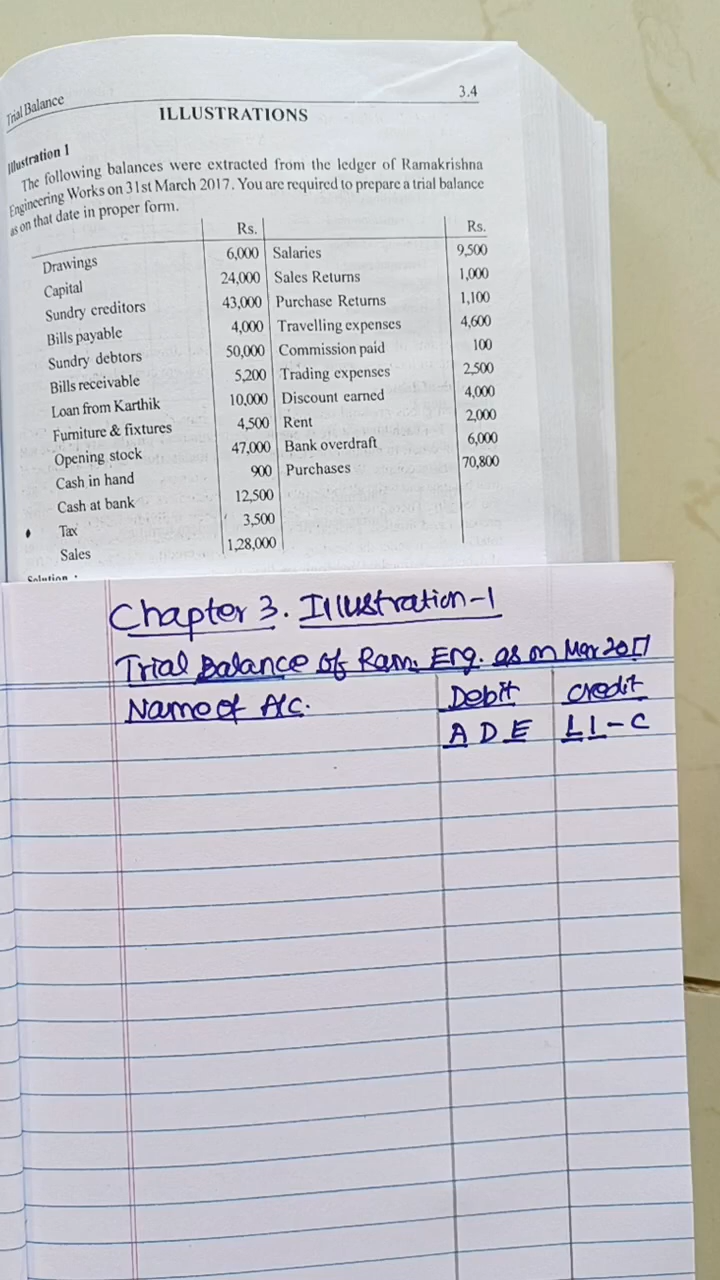 Trial Balance
3.4
ILLUSTRATIONS
Illustration 1
The following balances were extracted from the ledger of Ramakrishna
Engineering Works on 31st March 2017. You are required to prepare a trial balance
as on that date in proper form.
Rs. Rs.
Drawings 6,000 Salaries 9,500
Capital 24,000 Sales Returns 1,000
Sundry creditors 43,000 Purchase Returns 1,100
Bills payable 4,000 Travelling expenses 4,600
Sundry debtors 50,000 Commission paid 100
Bills receivable 5,200 Trading expenses 2,500
Loan from Karthik 10,000 Discount earned 4,000
Furniture & fixtures 4,500 Rent 2,000
Opening stock 47,000 Bank overdraft 6,000
Cash in hand 900 Purchases 70,800
Cash at bank 12,500
Tax 3,500
Sales 1,28,000
Solution :
Chapter 3. Illustration-1
Trial Balance of Ram. Eng. as on Mar 2017
Name of A/C. Debit Credit
A D E LI-C